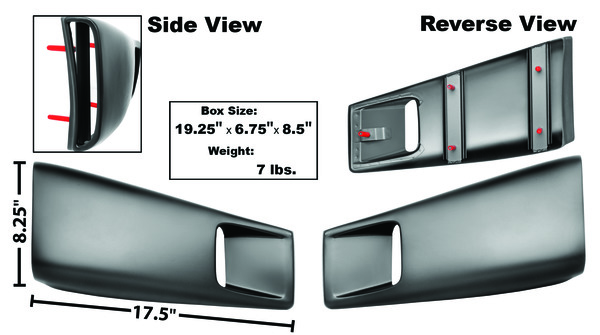 Side View
Reverse View
Box Size:
19.25" x 6.75"x 8.5"
Weight:
7 lbs.
8.25"
17.5"